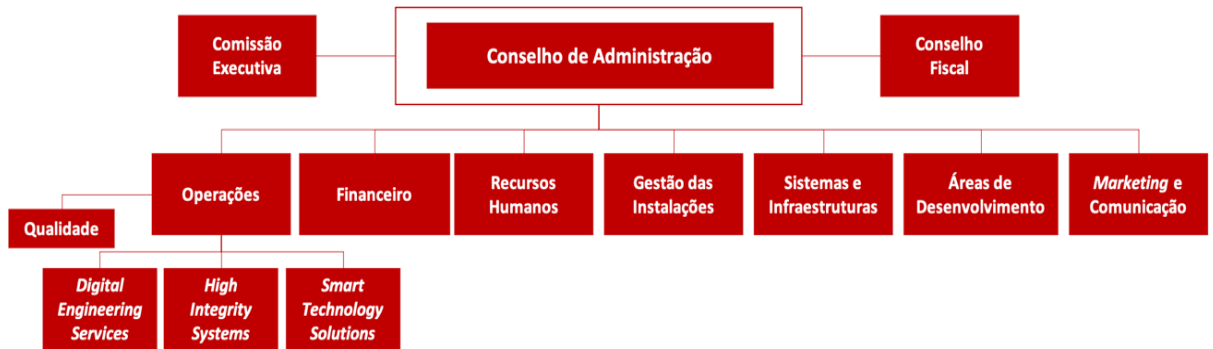 Comissão
Executiva
Conselho de Administração
Conselho
Fiscal
Operações
Financeiro
Recursos
Humanos
Gestão das
Instalações
Sistemas e
Infraestruturas
Áreas de
Desenvolvimento
Marketing e
Comunicação
Qualidade
Digital
Engineering
Services
High
Integrity
Systems
Smart
Technology
Solutions